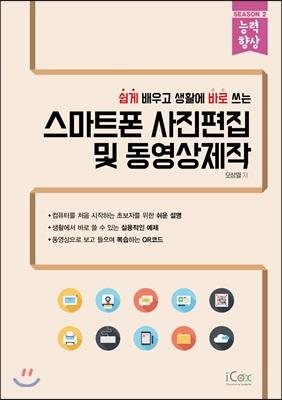 SEASON 2
능력
향상
쉽게 배우고 생활에 바로 쓰는
스마트폰 사진편집
및 동영상제작
모상열 저
• 컴퓨터를 처음 시작하는 초보자를 위한 쉬운 설명
• 생활에서 바로 쓸 수 있는 실용적인 예제
• 동영상으로 보고 들으며 복습하는 QR코드
iCox